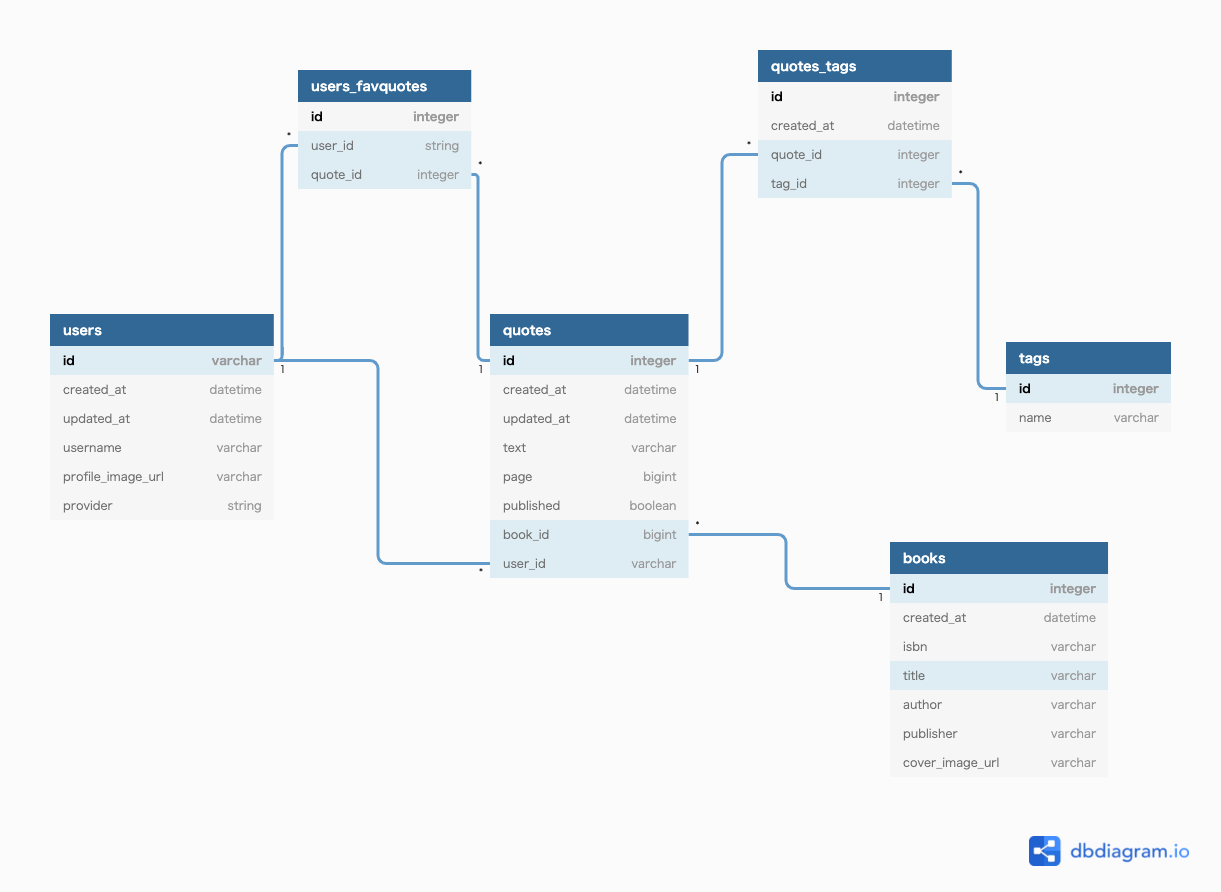 users_favquotes
id integer
user_id string
quote_id integer
quotes_tags
id integer
created_at datetime
quote_id integer
tag_id integer
users
id varchar
created_at datetime
updated_at datetime
username varchar
profile_image_url varchar
provider string
quotes
id integer
created_at datetime
updated_at datetime
text varchar
page bigint
published boolean
book_id bigint
user_id varchar
tags
id integer
name varchar
books
id integer
created_at datetime
isbn varchar
title varchar
author varchar
publisher varchar
cover_image_url varchar
*
*
*
*
1
1
1
1
*
*
1
dbdiagram.io